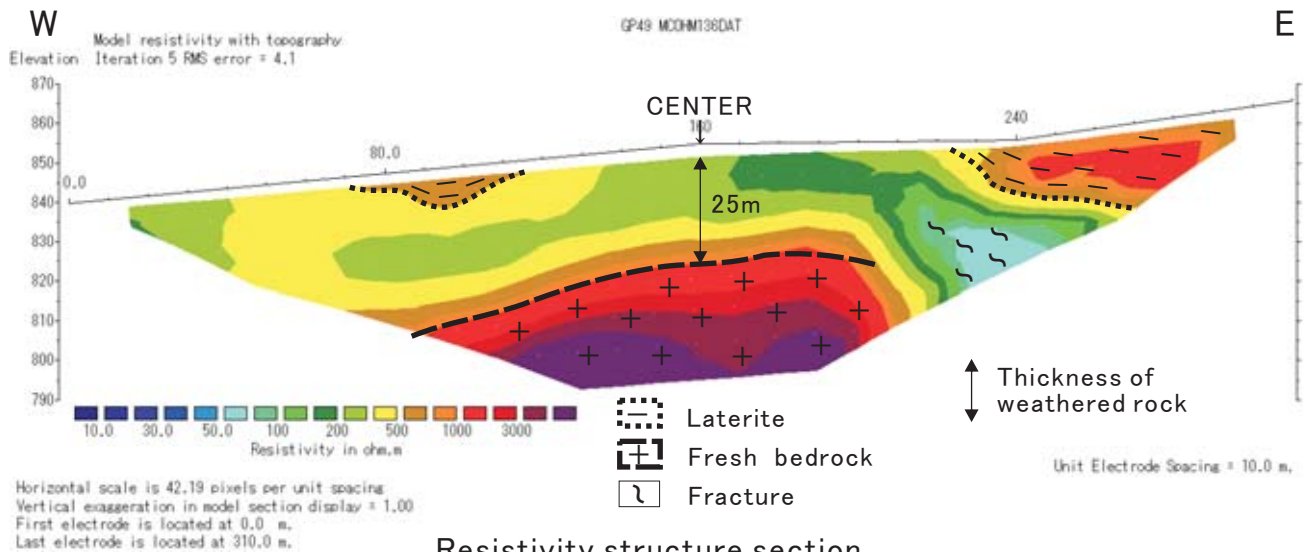 W
E
GP49 MCOHM136DAT
Model resistivity with topography
Elevation Iteration 5 RMS error = 4.1
870
860
850
840
830
820
810
800
790
0.0
80.0
CENTER
160
240
25m
10.0 30.0 50.0 100 200 500 1000 3000
Resistivity in ohm.m
Laterite
Fresh bedrock
Fracture
Thickness of
weathered rock
Unit Electrode Spacing = 10.0 m.
Horizontal scale is 42.19 pixels per unit spacing
Vertical exaggeration in model section display = 1.00
First electrode is located at 0.0 m.
Last electrode is located at 310.0 m.
Resistivity structure section